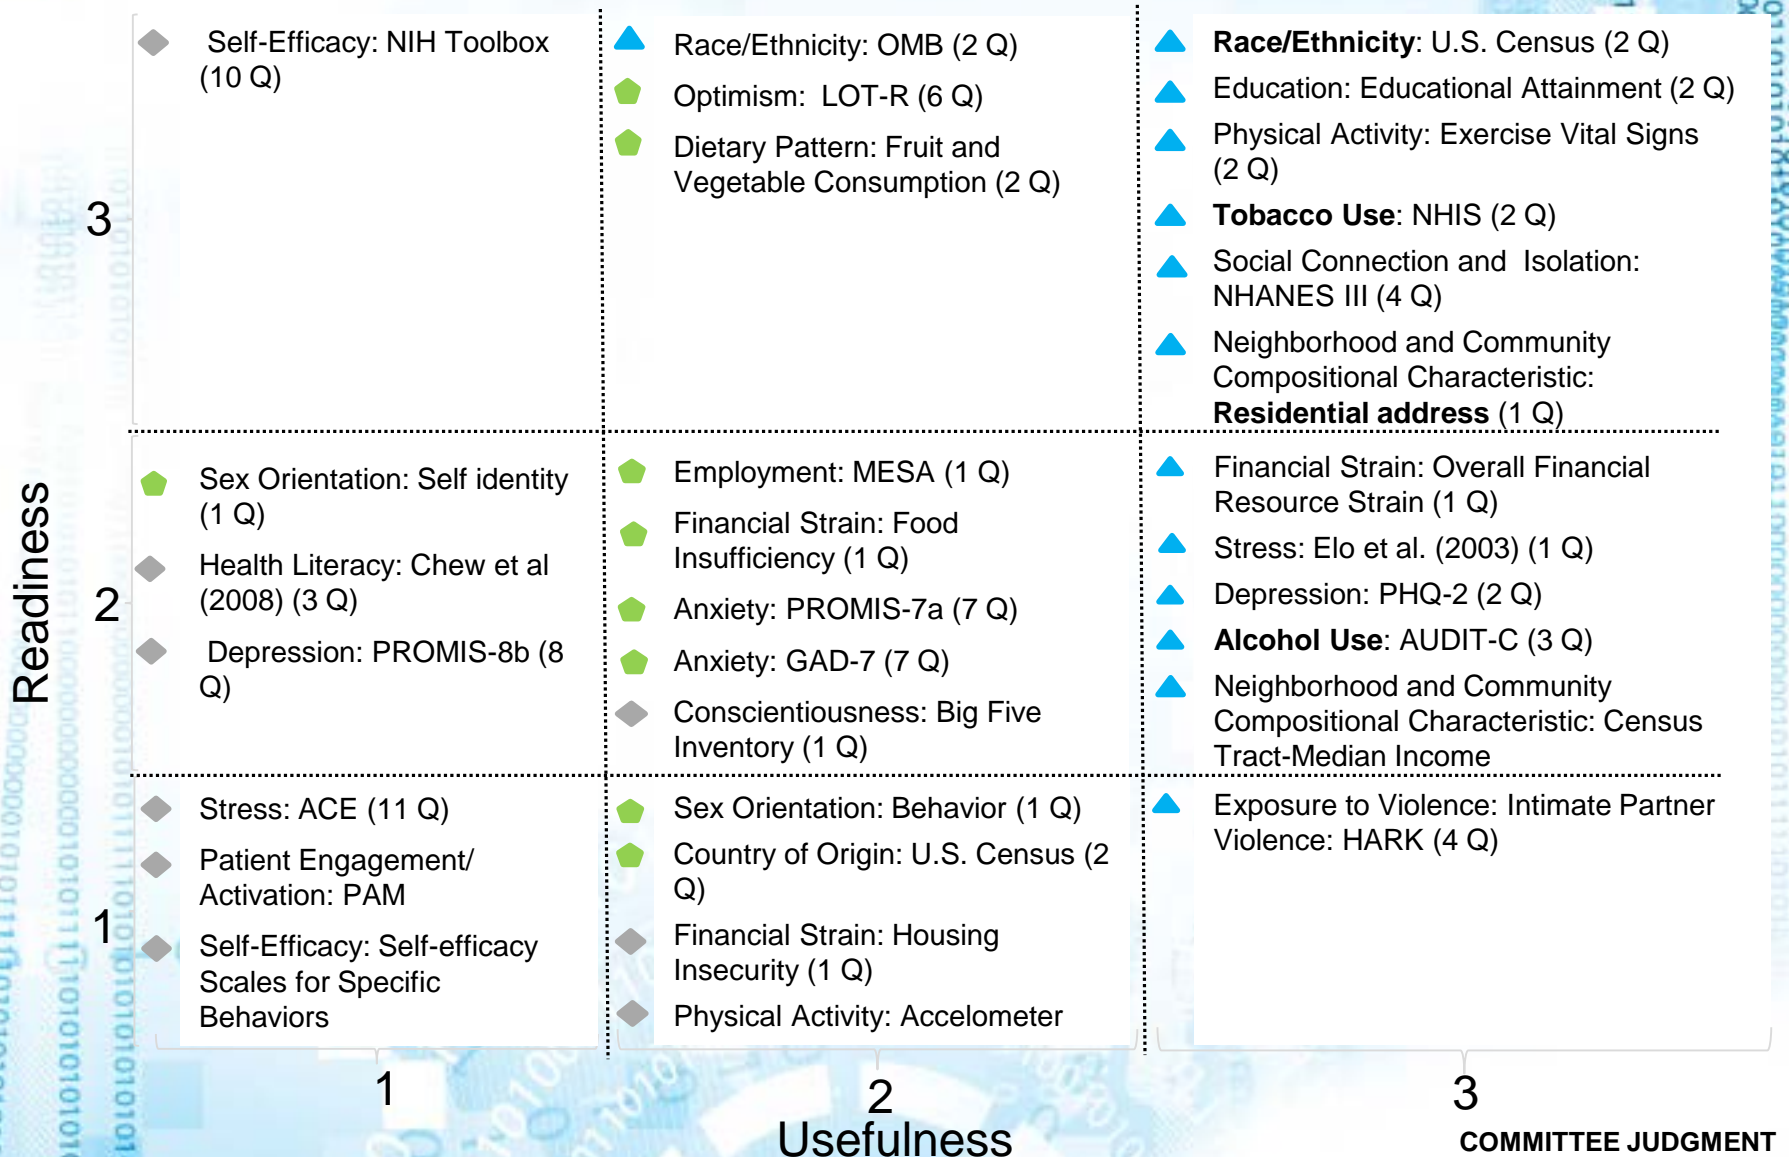 Self-Efficacy: NIH Toolbox
(10 Q)
Race/Ethnicity: OMB (2 Q)
Optimism: LOT-R (6 Q)
Dietary Pattern: Fruit and
Vegetable Consumption (2 Q)
Race/Ethnicity: U.S. Census (2 Q)
Education: Educational Attainment (2 Q)
Physical Activity: Exercise Vital Signs
(2 Q)
Tobacco Use: NHIS (2 Q)
Social Connection and Isolation:
NHANES III (4 Q)
Neighborhood and Community
Compositional Characteristic:
Residential address (1 Q)
3
Readiness
Sex Orientation: Self identity
(1 Q)
Health Literacy: Chew et al
(2008) (3 Q)
Depression: PROMIS-8b (8
Q)
Employment: MESA (1 Q)
Financial Strain: Food
Insufficiency (1 Q)
Anxiety: PROMIS-7a (7 Q)
Anxiety: GAD-7 (7 Q)
Conscientiousness: Big Five
Inventory (1 Q)
Financial Strain: Overall Financial
Resource Strain (1 Q)
Stress: Elo et al. (2003) (1 Q)
Depression: PHQ-2 (2 Q)
Alcohol Use: AUDIT-C (3 Q)
Neighborhood and Community
Compositional Characteristic: Census
Tract-Median Income
2
Stress: ACE (11 Q)
Patient Engagement/
Activation: PAM
Self-Efficacy: Self-efficacy
Scales for Specific
Behaviors
Sex Orientation: Behavior (1 Q)
Country of Origin: U.S. Census (2
Q)
Financial Strain: Housing
Insecurity (1 Q)
Physical Activity: Accelometer
Exposure to Violence: Intimate Partner
Violence: HARK (4 Q)
1
1
2
3
Usefulness
COMMITTEE JUDGMENT